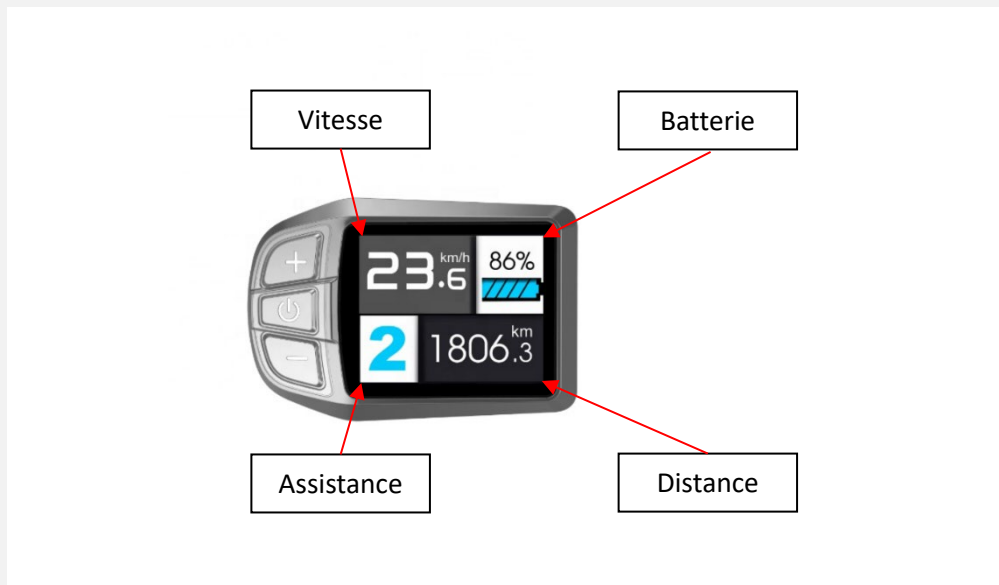 Vitesse
Batterie
23.6 km/h
86%
2
1806.3 km
Assistance
Distance